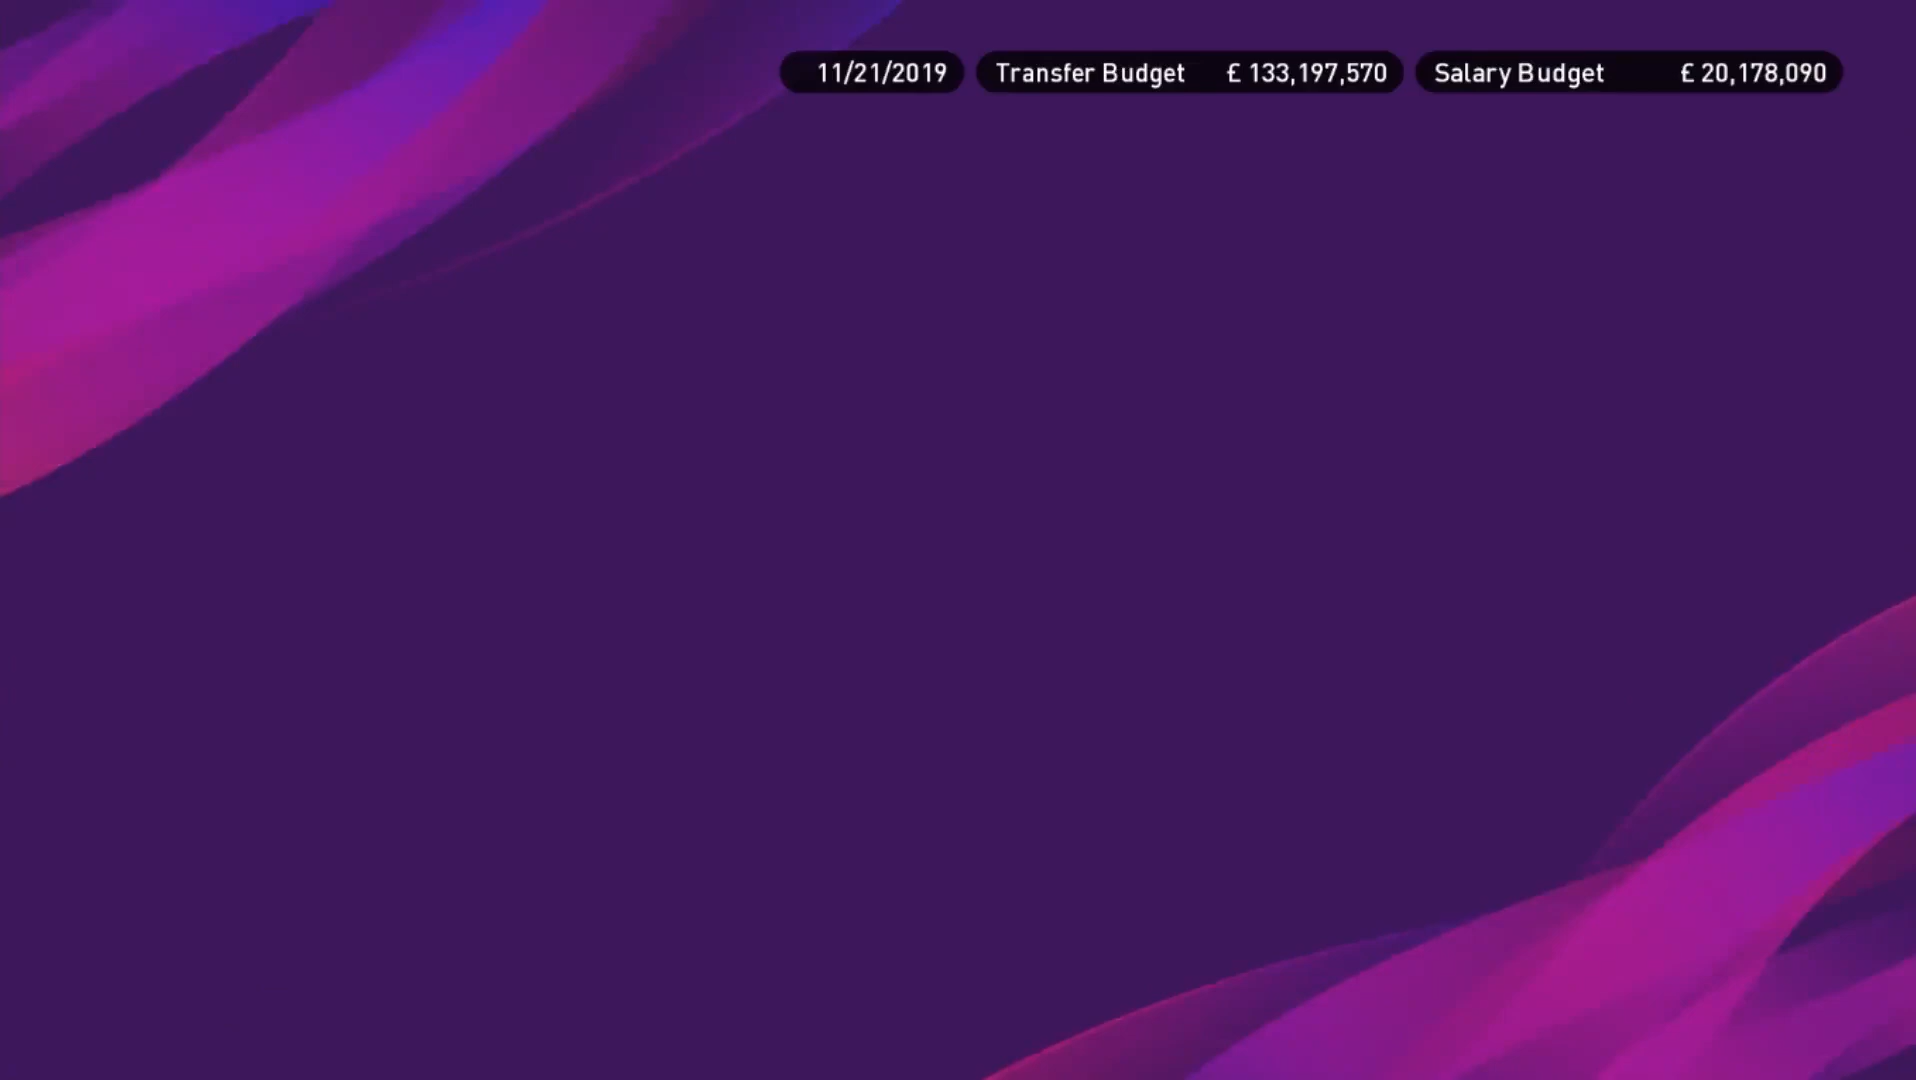 11/21/2019 Transfer Budget £ 133,197,570 Salary Budget £ 20,178,090